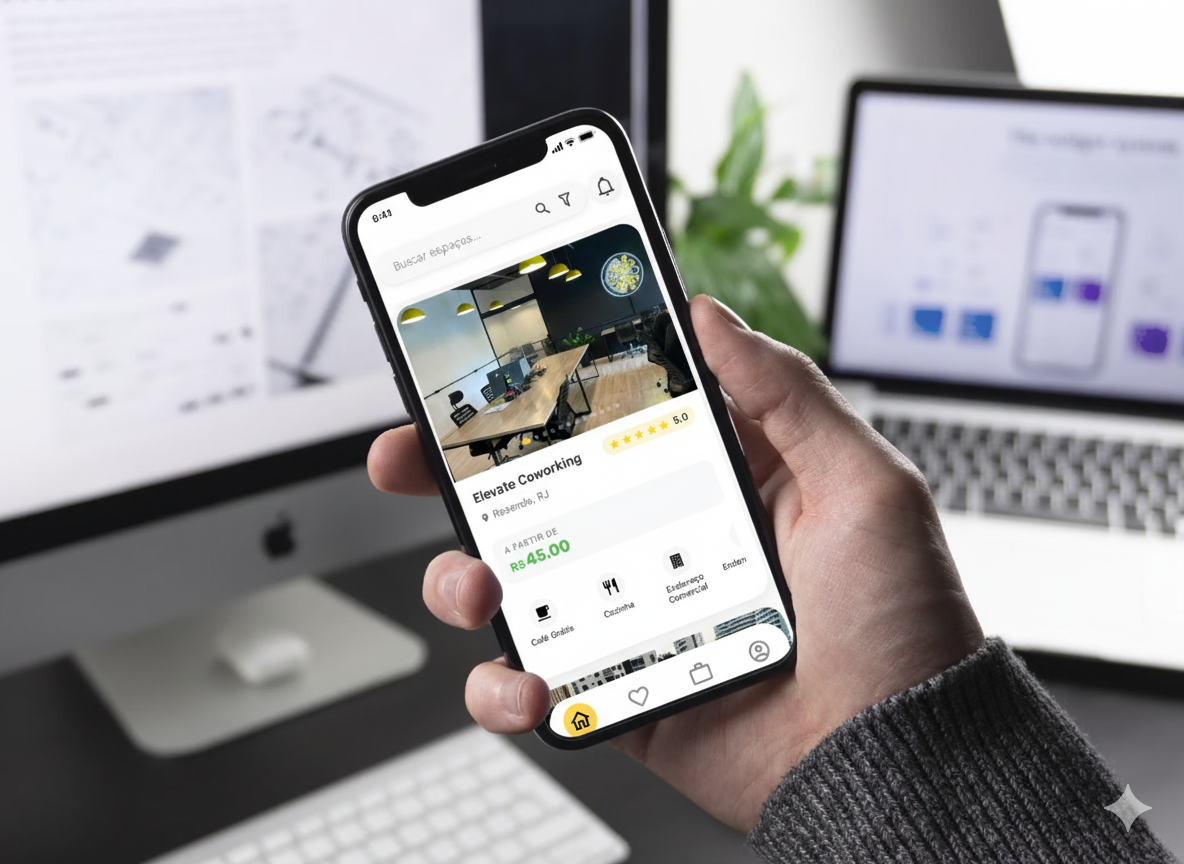 9:41
Buscar espaços...
5.0
Elevate Coworking
Resende, RJ
A PARTIR DE
R$45.00
Café Grátis
Cozinha
Endereço
Comercial
Enden